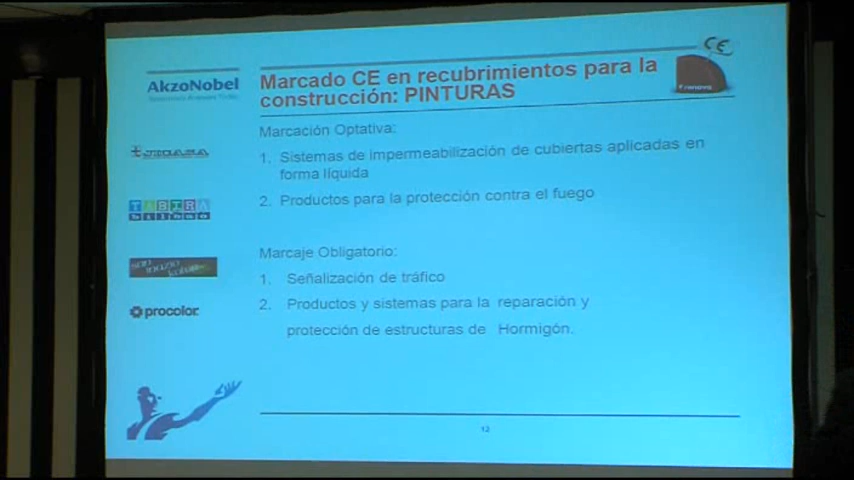 AkzoNobel
Marcado CE en recubrimientos para la
construcción: PINTURAS
CE
Marcación Optativa:
1. Sistemas de impermeabilización de cubiertas aplicadas en
forma líquida
2. Productos para la protección contra el fuego
TABIRA
Marcaje Obligatorio:
1. Señalización de tráfico
2. Productos y sistemas para la reparación y
protección de estructuras de Hormigón.
procolor
12